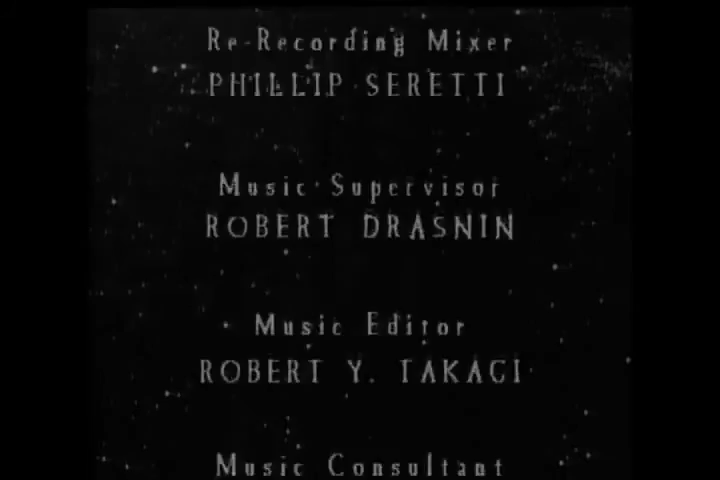 Re-Recording Mixer
PHILLIP SERETTI
Music Supervisor
ROBERT DRASNIN
Music Editor
ROBERT Y. TAKAGI
Music Consultant